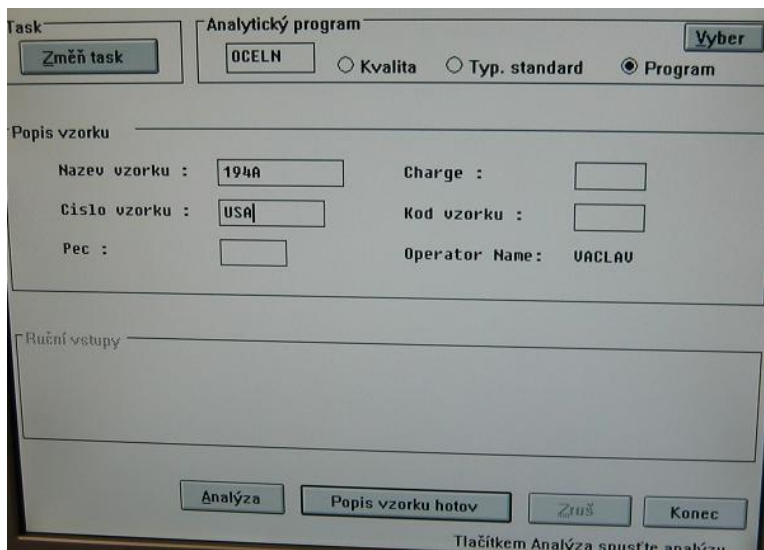 Task
Změň task
Analytický program
OCELN
Kvalita
Typ. standard
Program
Vyber
Popis vzorku
Nazev vzorku : 194A
Charge :
Cislo vzorku : USA
Kod vzorku :
Pec :
Operator Name: VACLAV
Ruční vstupy
Analýza
Popis vzorku hotov
Zruš
Konec
Tlačítkem Analýza spusťte analýzu